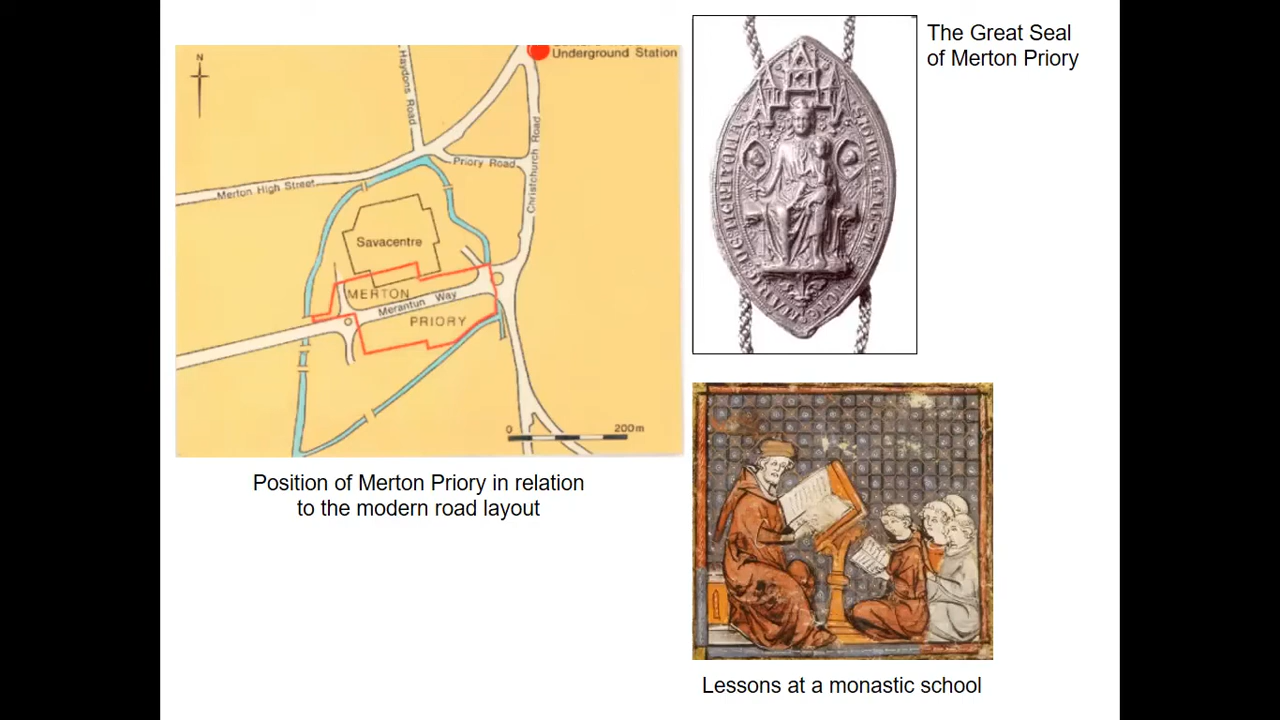 The Great Seal
of Merton Priory
N
Underground Station
Haydons Road
Priory Road
Christchurch Road
Merton High Street
Savacentre
MERTON
Merantun Way
PRIORY
0 200m
Position of Merton Priory in relation
to the modern road layout
Lessons at a monastic school